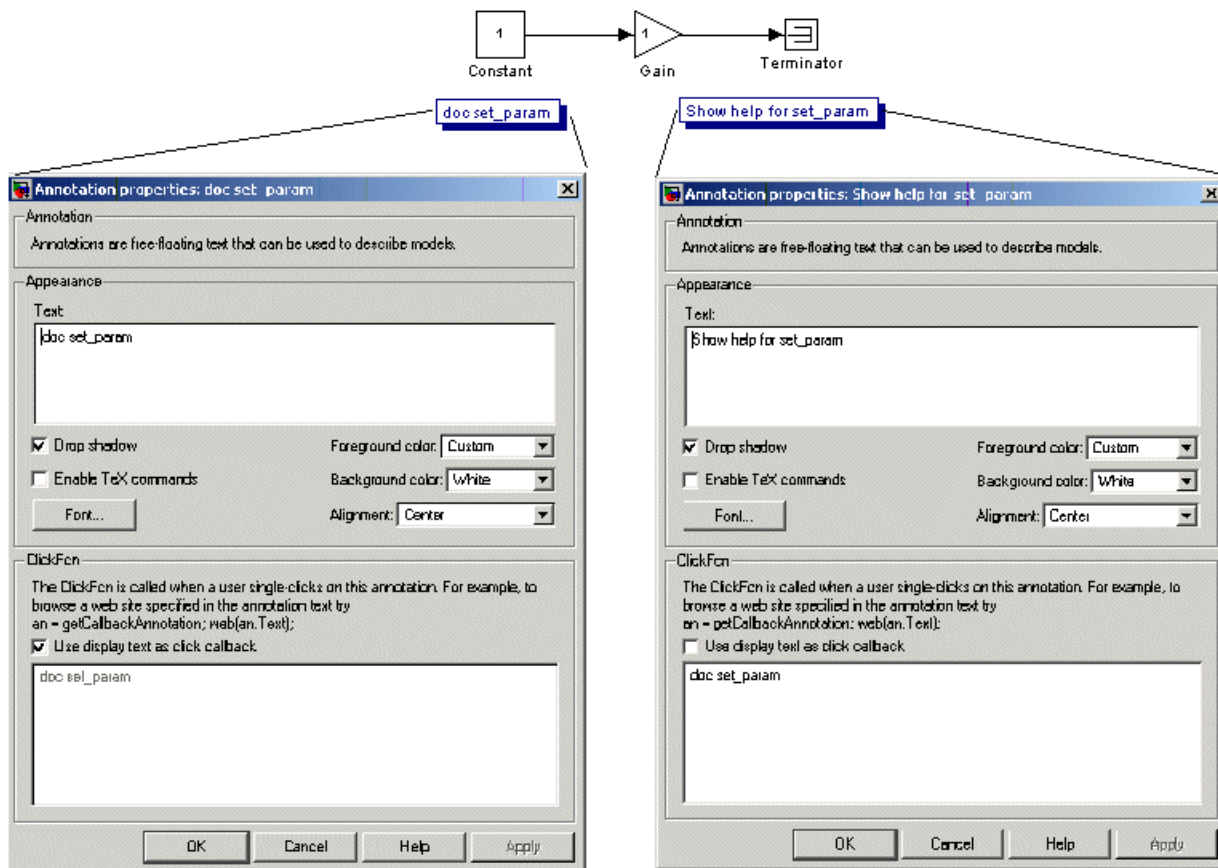 1
1
Constant
Gain
Terminator
doc set_param
Show help for set_param
Annotation properties: doc set_param
Annotation
Annotations are free-floating text that can be used to describe models.
Appearance
Text:
doc set_param
Drop shadow
Foreground color: Custom
Enable TeX commands
Background color: White
Font...
Alignment: Center
ClickFcn
The ClickFcn is called when a user single-clicks on this annotation. For example, to
browse a web site specified in the annotation text try
an = getCallbackAnnotation; web(an.Text);
Use display text as click callback
doc set_param
OK Cancel Help Apply
Annotation properties: Show help for set_param
Annotation
Annotations are free-floating text that can be used to describe models.
Appearance
Text:
Show help for set_param
Drop shadow
Foreground color: Custom
Enable TeX commands
Background color: White
Font...
Alignment: Center
ClickFcn
The ClickFcn is called when a user single-clicks on this annotation. For example, to
browse a web site specified in the annotation text try
an = getCallbackAnnotation; web(an.Text);
Use display text as click callback
doc set_param
OK Cancel Help Apply